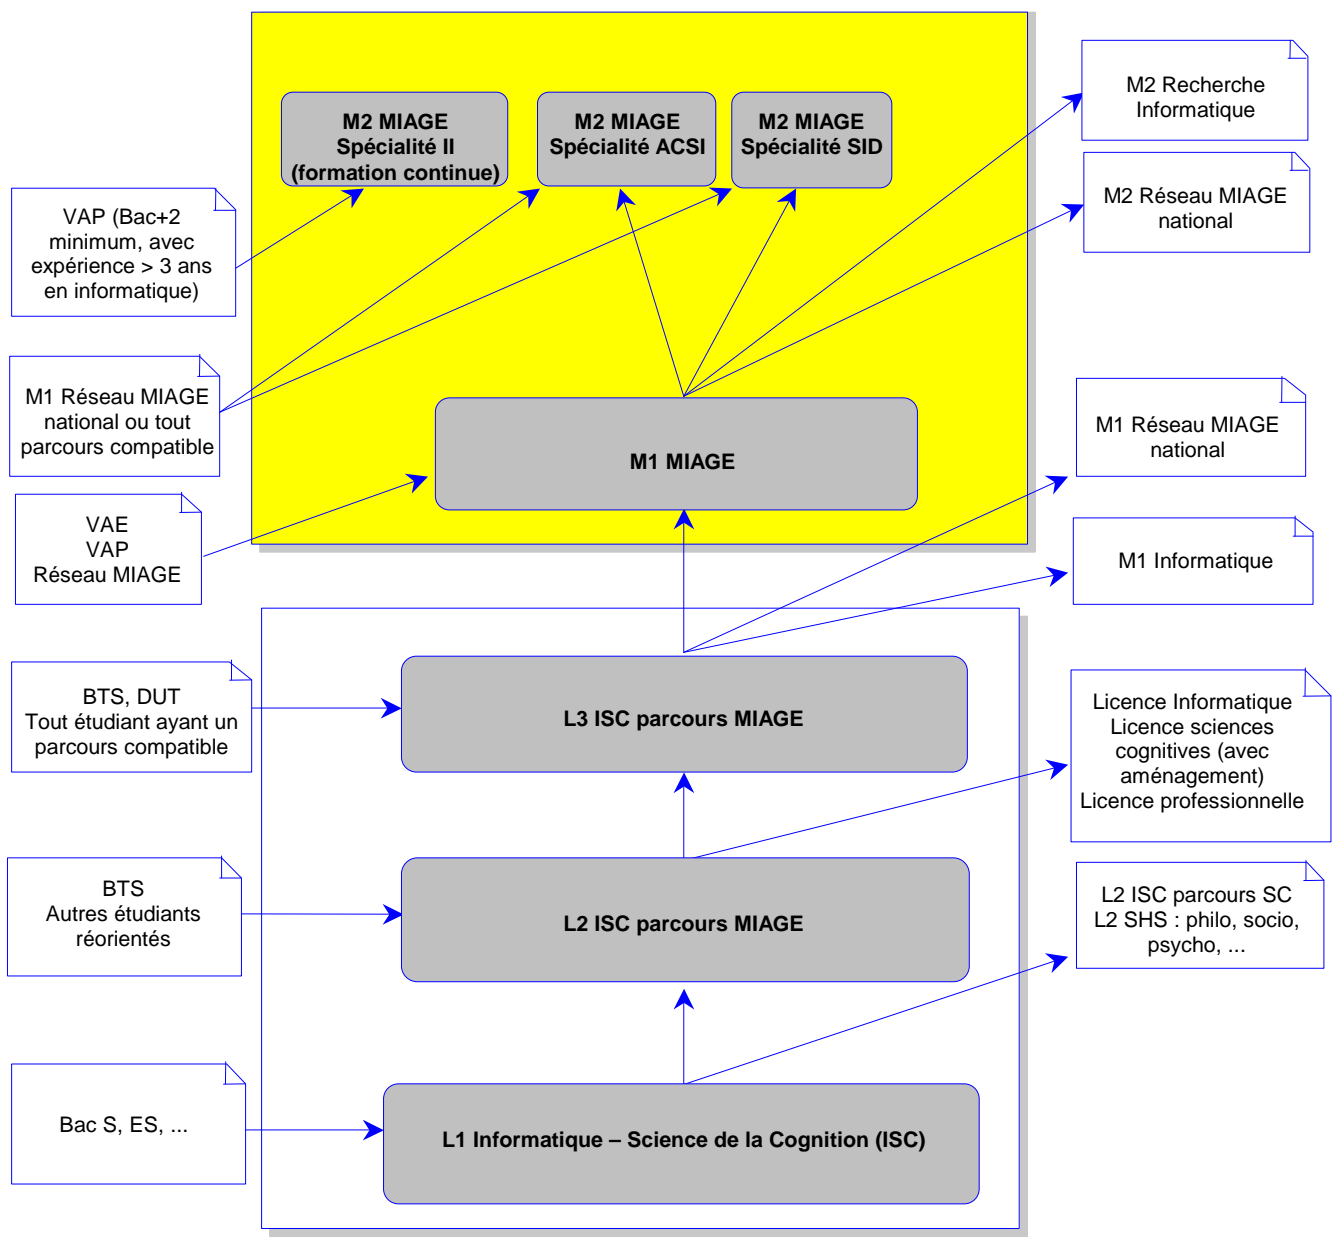 M2 MIAGE
Spécialité II
(formation continue)
M2 MIAGE
Spécialité ACSI
M2 MIAGE
Spécialité SID
M2 Recherche
Informatique
M2 Réseau MIAGE
national
VAP (Bac+2
minimum, avec
expérience > 3 ans
en informatique)
M1 Réseau MIAGE
national ou tout
parcours compatible
M1 MIAGE
M1 Réseau MIAGE
national
VAE
VAP
Réseau MIAGE
M1 Informatique
BTS, DUT
Tout étudiant ayant un
parcours compatible
L3 ISC parcours MIAGE
Licence Informatique
Licence sciences
cognitives (avec
aménagement)
Licence professionnelle
BTS
Autres étudiants
réorientés
L2 ISC parcours MIAGE
L2 ISC parcours SC
L2 SHS : philo, socio,
psycho, ...
Bac S, ES, ...
L1 Informatique – Science de la Cognition (ISC)